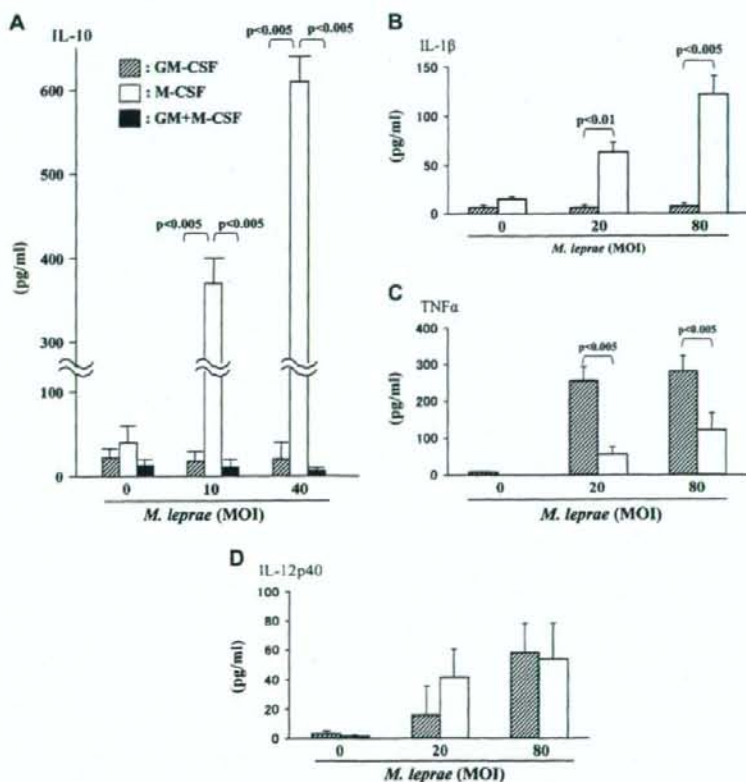 A
IL-10
p<0.005 p<0.005
600
: GM-CSF
: M-CSF
: GM+M-CSF
500
p<0.005 p<0.005
400
(pg/ml)
300
100
0
0 10 40
M. leprae (MOI)
B
IL-1β
p<0.005
150
p<0.01
100
(pg/ml)
50
0
0 20 80
M. leprae (MOI)
C
TNFα
400
p<0.005 p<0.005
300
(pg/ml)
200
100
0
0 20 80
M. leprae (MOI)
D
IL-12p40
100
80
(pg/ml)
60
40
20
0
0 20 80
M. leprae (MOI)